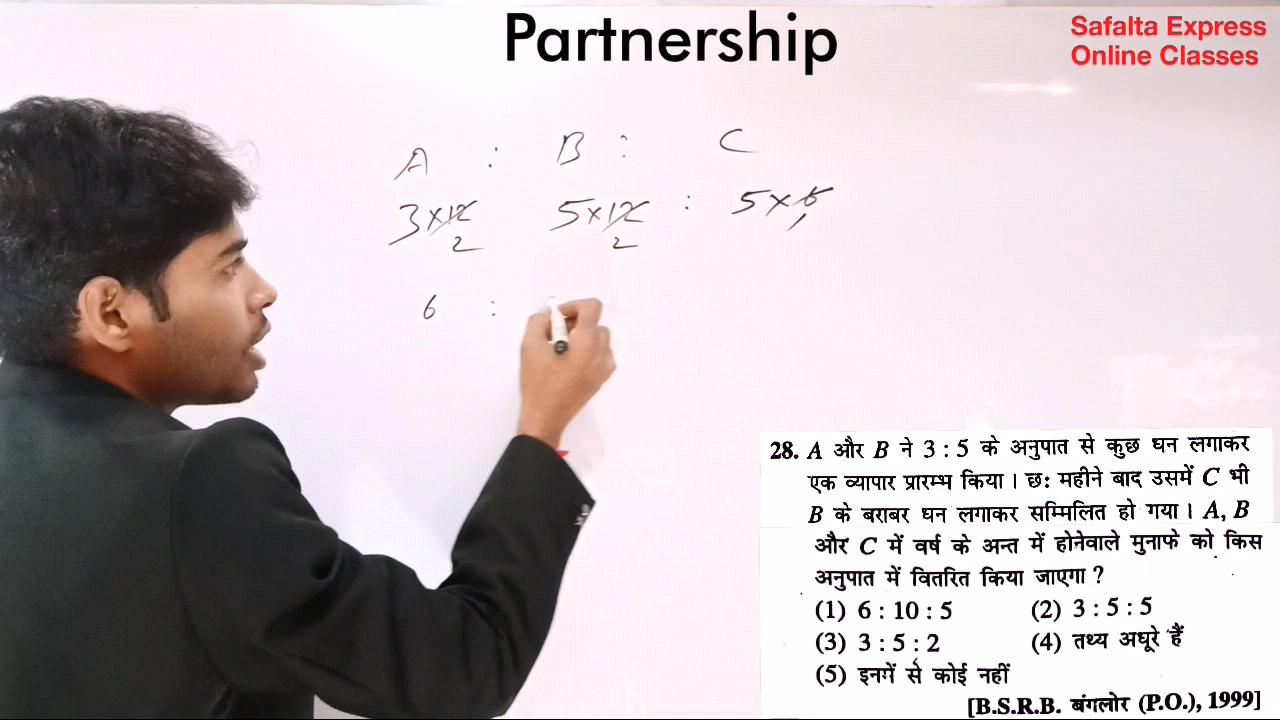 Partnership
Safalta Express
Online Classes
A : B : C
3×12 5×12 : 5×6
2 2 1
6 :
28. A और B ने 3 : 5 के अनुपात से कुछ धन लगाकर
एक व्यापार प्रारम्भ किया । छ: महीने बाद उसमें C भी
B के बराबर धन लगाकर सम्मिलित हो गया । A, B
और C में वर्ष के अन्त में होनेवाले मुनाफे को किस
अनुपात में वितरित किया जाएगा ?
(1) 6 : 10 : 5 (2) 3 : 5 : 5
(3) 3 : 5 : 2 (4) तथ्य अधूरे हैं
(5) इनमें से कोई नहीं
[B.S.R.B. बंगलोर (P.O.), 1999]